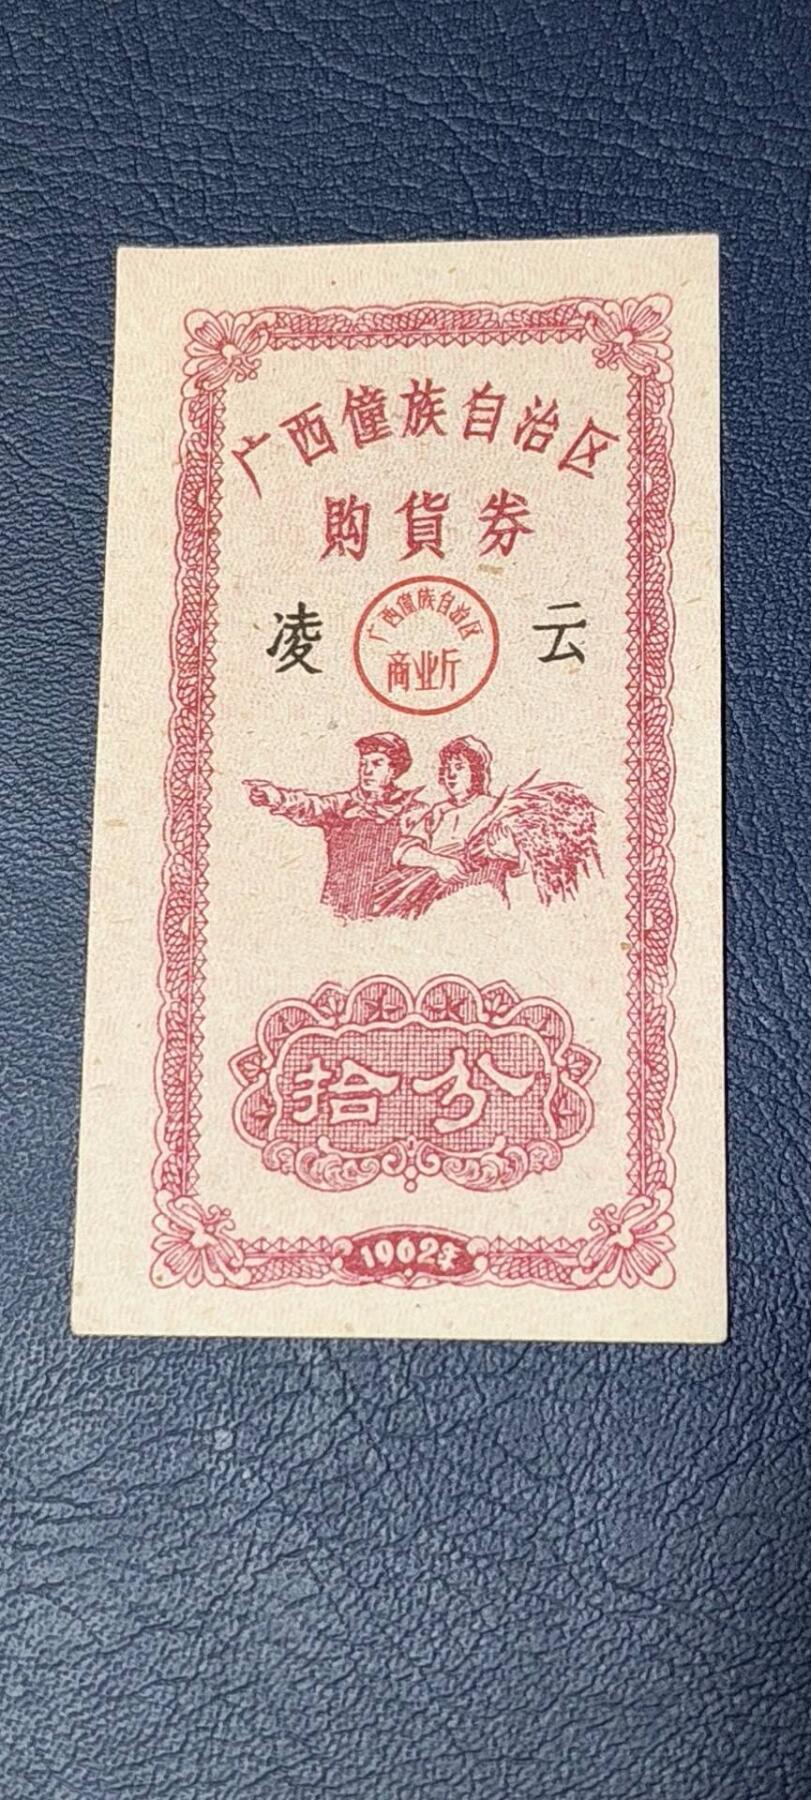 广西僮族自治区
购貨券
凌 云
广西僮族自治区
商业厅
拾分
1962年